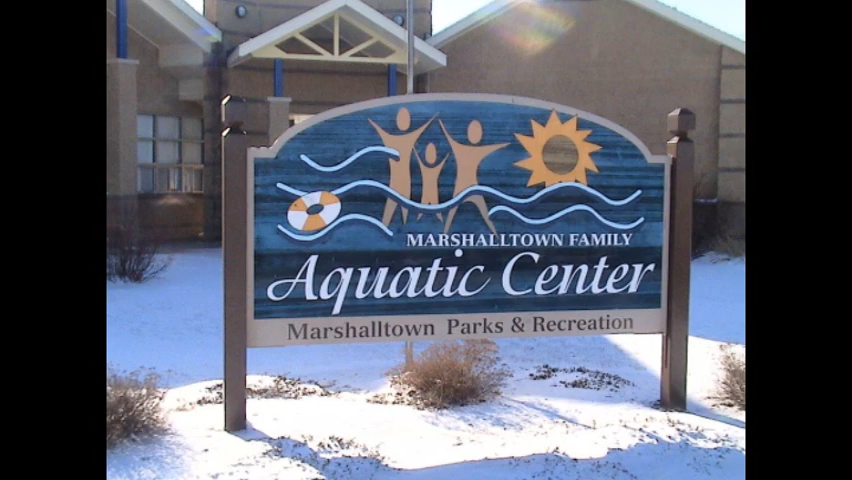 MARSHALLTOWN FAMILY
Aquatic Center
Marshalltown Parks & Recreation